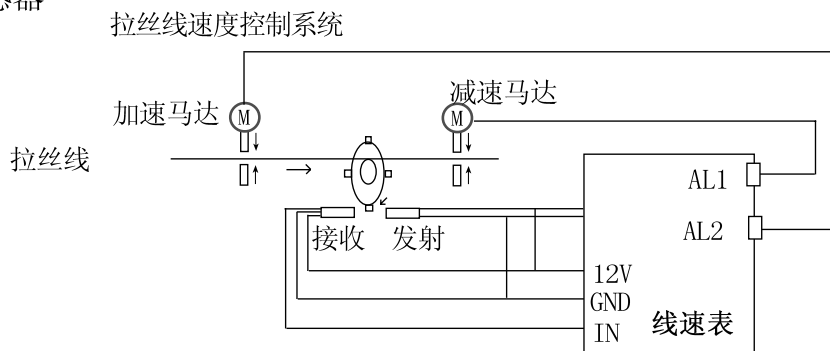 拉丝线速度控制系统
减速马达
加速马达
M
M
拉丝线
AL1
接收
发射
AL2
12V
GND
线速表
IN